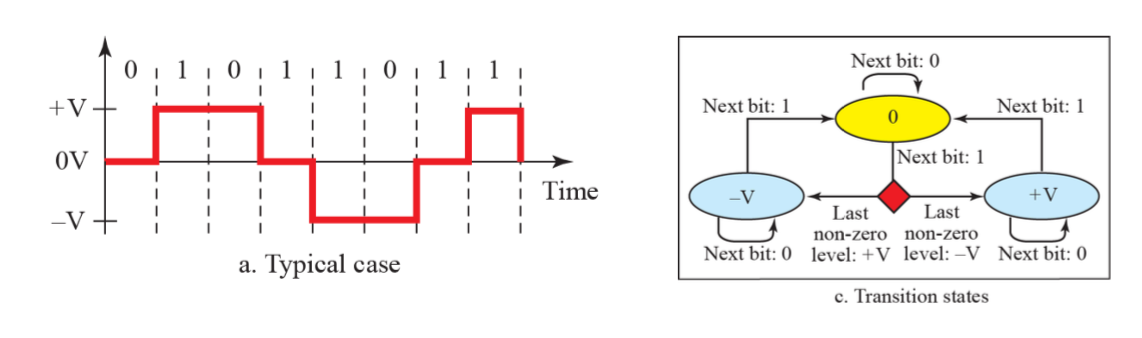 0 1 0 1 1 0 1 1
+V
0V
–V
Time
a. Typical case
Next bit: 0
Next bit: 1
Next bit: 1
0
Next bit: 1
–V
+V
Last
non-zero
level: +V
Last
non-zero
level: –V
Next bit: 0
Next bit: 0
c. Transition states